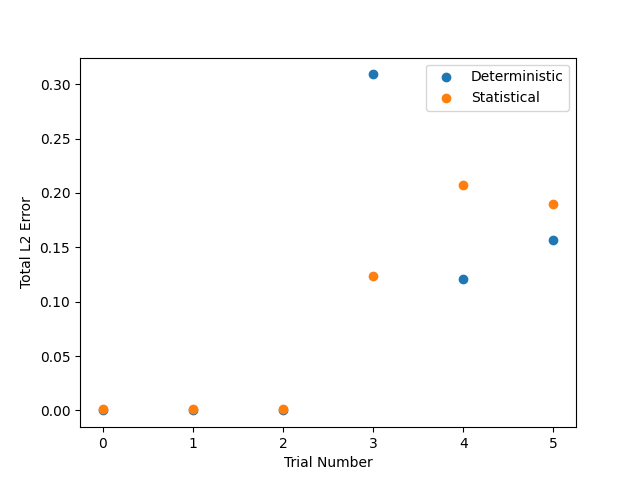 Deterministic
Statistical
0.30
0.25
0.20
0.15
0.10
0.05
0.00
Total L2 Error
0 1 2 3 4 5
Trial Number